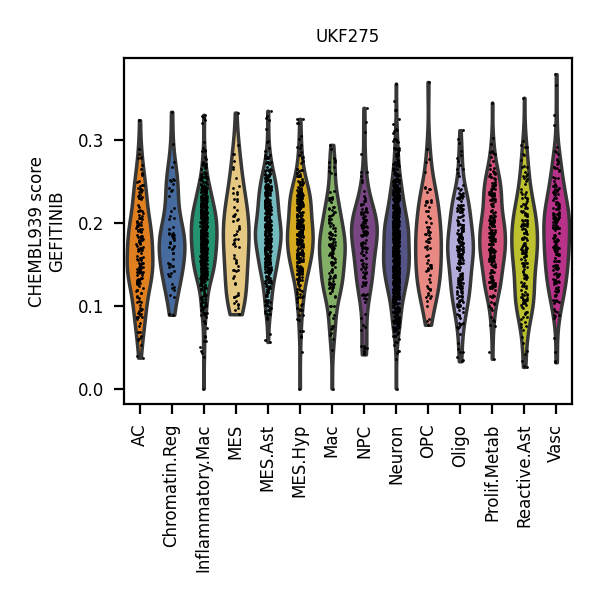 UKF275
CHEMBL939 score
GEFITINIB
0.3
0.2
0.1
0.0
AC
Chromatin.Reg
Inflammatory.Mac
MES
MES.Ast
MES.Hyp
Mac
NPC
Neuron
OPC
Oligo
Prolif.Metab
Reactive.Ast
Vasc